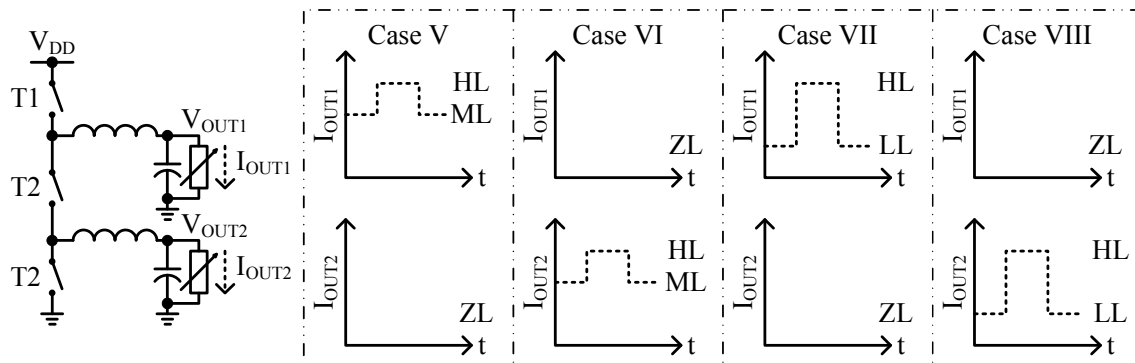 V_DD
T1
V_OUT1
I_OUT1
T2
V_OUT2
I_OUT2
T2
Case V
I_OUT1
HL
ML
t
I_OUT2
ZL
t
Case VI
I_OUT1
ZL
t
I_OUT2
HL
ML
t
Case VII
I_OUT1
HL
LL
t
I_OUT2
ZL
t
Case VIII
I_OUT1
ZL
t
I_OUT2
HL
LL
t